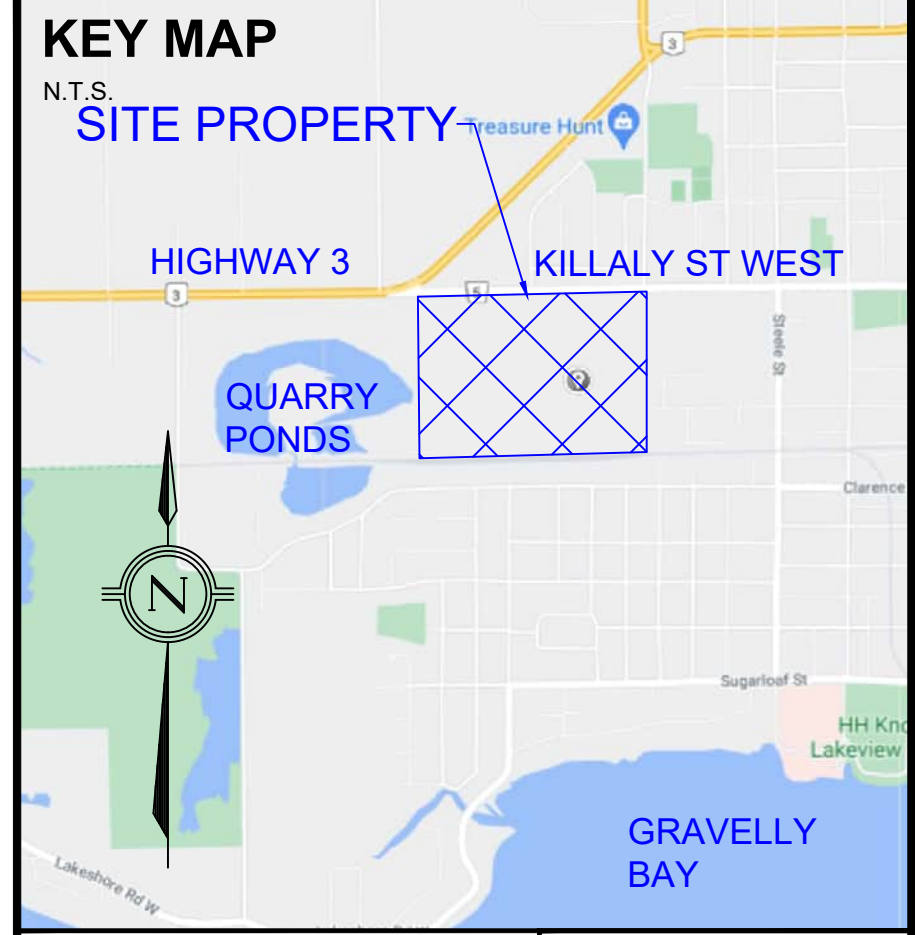 KEY MAP
N.T.S.
3
SITE PROPERTY
Treasure Hunt
HIGHWAY 3
KILLALY ST WEST
3
5
Steele St
QUARRY
PONDS
Clarence
N
Sugarloaf St
HH Kno
Lakeview
GRAVELLY
BAY
Lakeshore Rd W